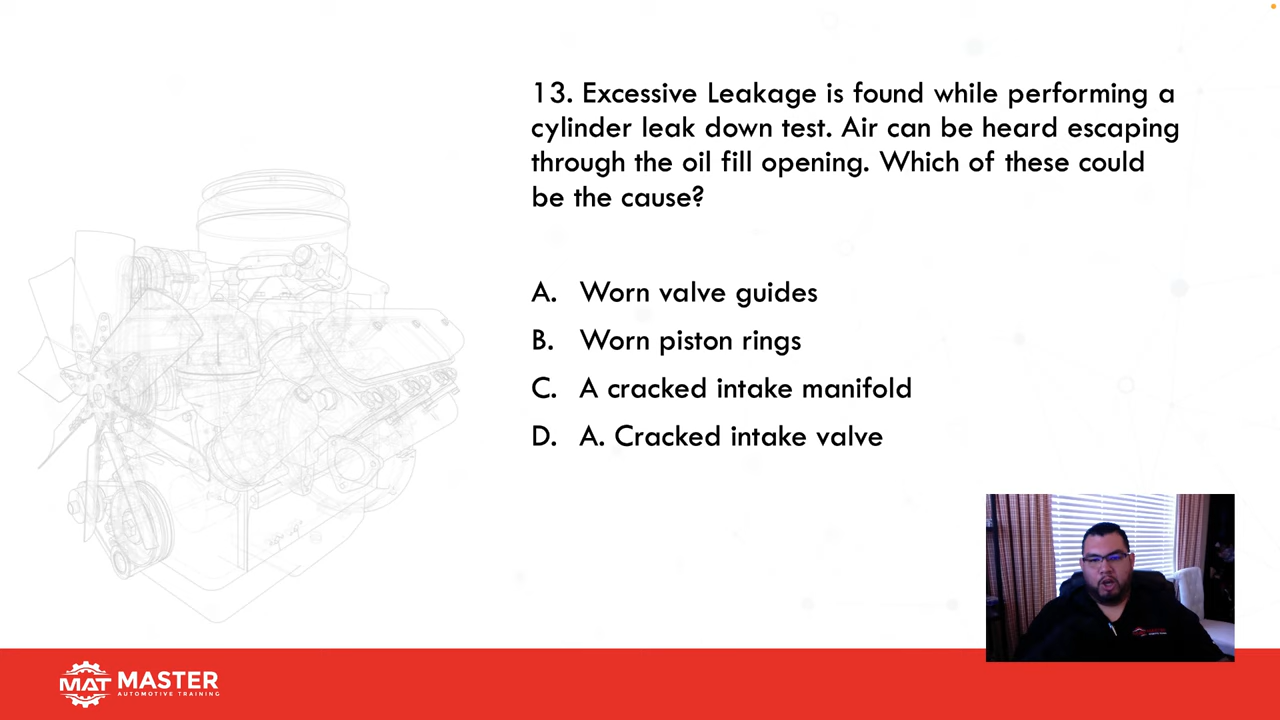 13. Excessive Leakage is found while performing a
cylinder leak down test. Air can be heard escaping
through the oil fill opening. Which of these could
be the cause?
A. Worn valve guides
B. Worn piston rings
C. A cracked intake manifold
D. A. Cracked intake valve
MAT MASTER
AUTOMOTIVE TRAINING